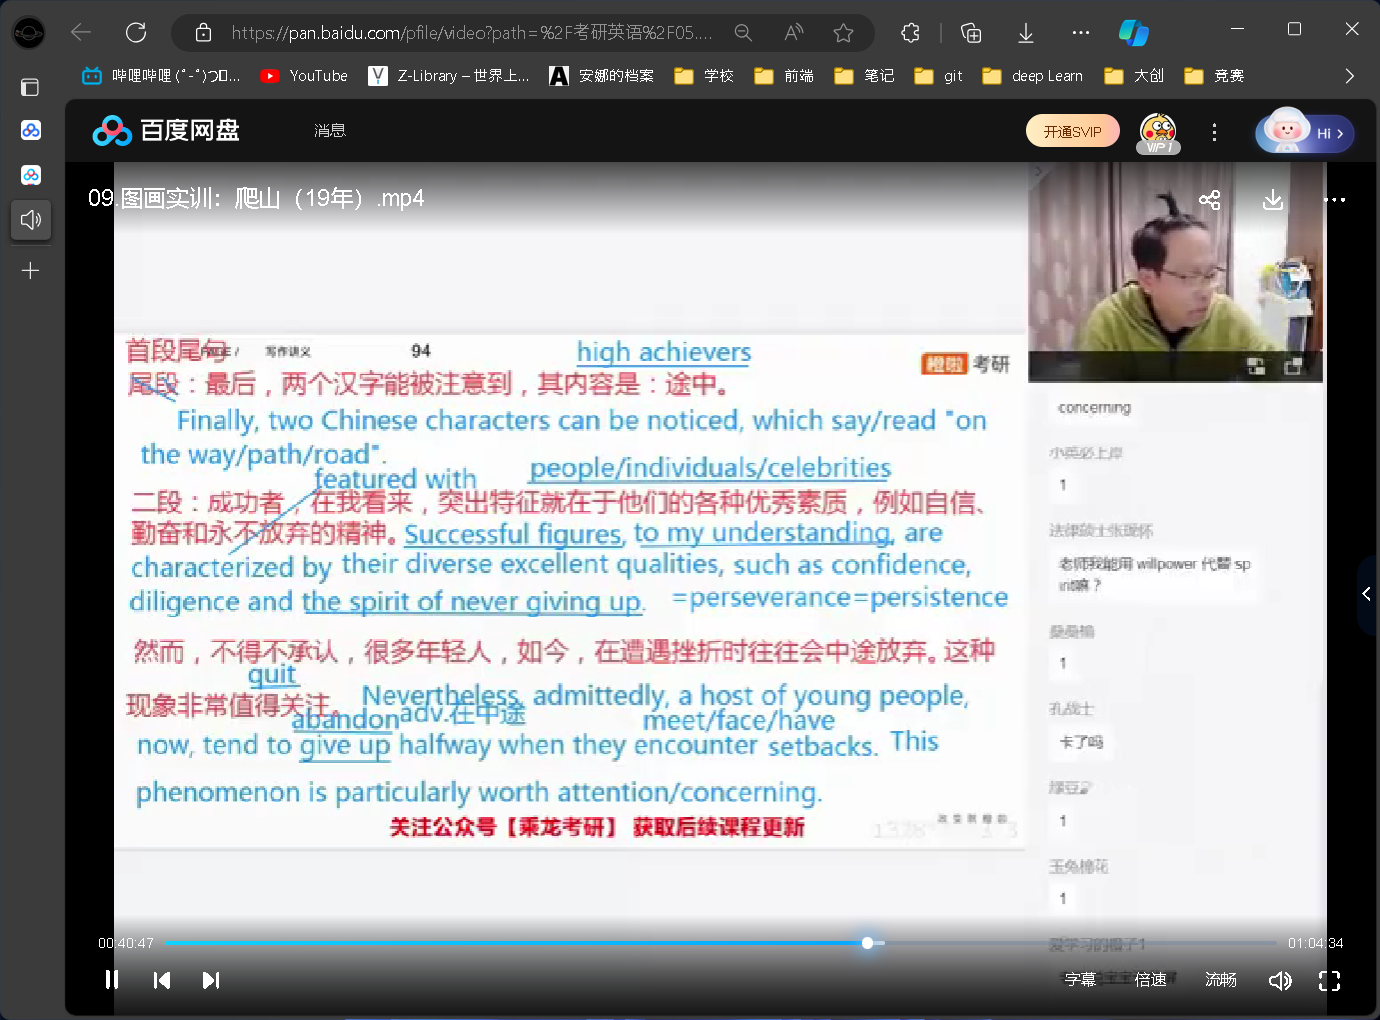 https://pan.baidu.com/pfile/video?path=%2F考研英语%2F05....
哔哩哔哩 (゜-゜)つロ...
YouTube
Z-Library – 世界上...
安娜的档案
学校
前端
笔记
git
deep Learn
大创
竞赛
百度网盘
消息
开通SVIP
VIP 1
Hi
09.图画实训：爬山（19年）.mp4
首段尾句
写作讲义
94
high achievers
橙啦 考研
尾段：最后，两个汉字能被注意到，其内容是：途中。
Finally, two Chinese characters can be noticed, which say/read "on
the way/path/road".
featured with
people/individuals/celebrities
二段：成功者，在我看来，突出特征就在于他们的各种优秀素质，例如自信、
勤奋和永不放弃的精神。
Successful figures, to my understanding, are
characterized by their diverse excellent qualities, such as confidence,
diligence and the spirit of never giving up.
=perseverance=persistence
然而，不得不承认，很多年轻人，如今，在遭遇挫折时往往会中途放弃。这种
quit
现象非常值得关注。
Nevertheless, admittedly, a host of young people,
abandon
adv.在中途
meet/face/have
now, tend to give up halfway when they encounter setbacks. This
phenomenon is particularly worth attention/concerning.
关注公众号【乘龙考研】 获取后续课程更新
concerning
小英必上岸
1
老师我能用 willpower 代替 sp
irit嘛？
1
孔战士
卡了吗
1
玉兔棉花
1
爱学习的橙子1
00:40:47
01:04:34
字幕
倍速
流畅